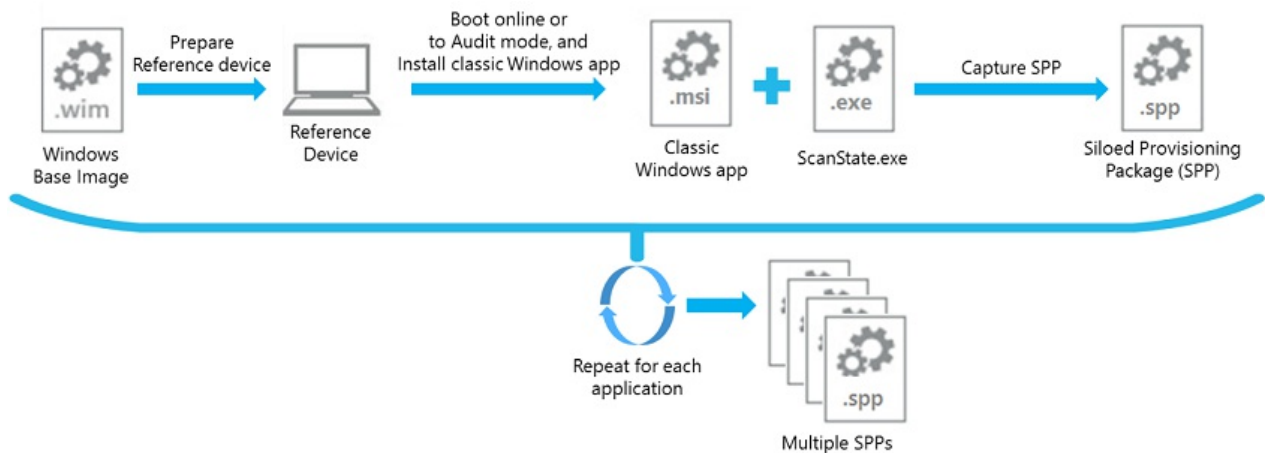 Prepare
Reference device
Boot online or
to Audit mode, and
Install classic Windows app
Capture SPP
.wim
.msi
.exe
.spp
Windows
Base Image
Reference
Device
Classic
Windows app
ScanState.exe
Siloed Provisioning
Package (SPP)
Repeat for each
application
.spp
Multiple SPPs